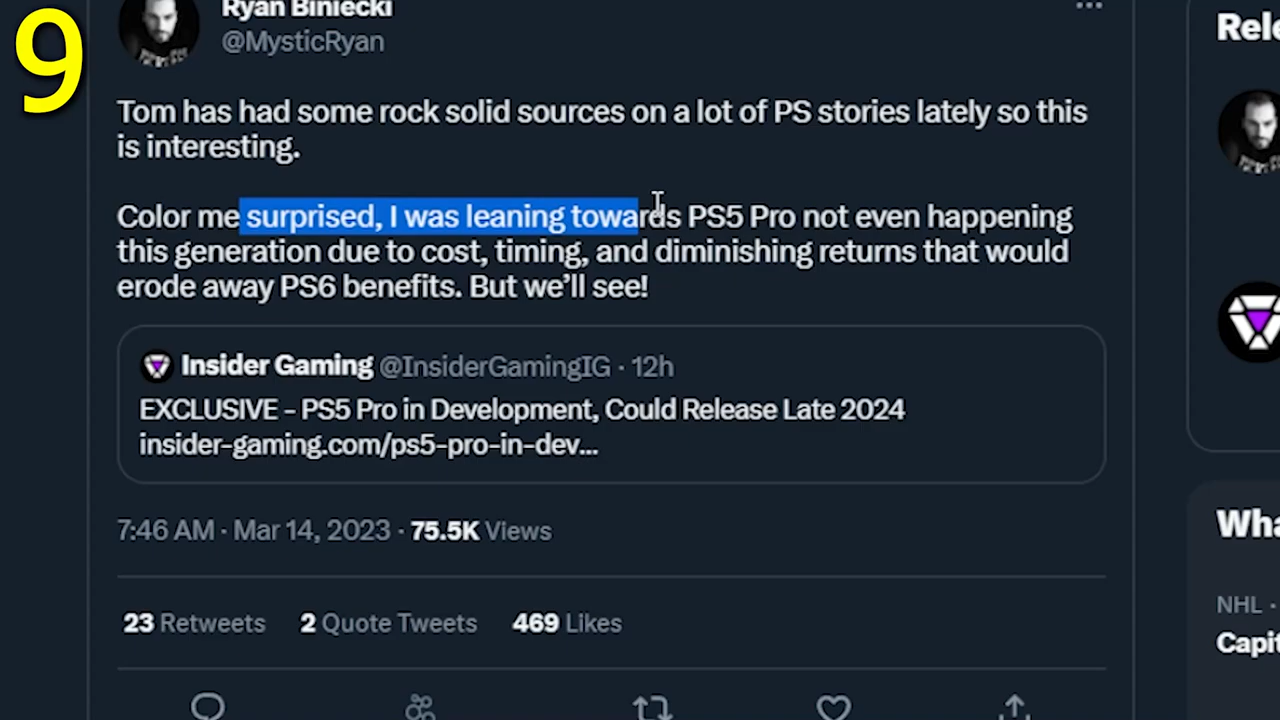 9
Ryan Biniecki
@MysticRyan
Tom has had some rock solid sources on a lot of PS stories lately so this
is interesting.
Color me surprised, I was leaning towards PS5 Pro not even happening
this generation due to cost, timing, and diminishing returns that would
erode away PS6 benefits. But we’ll see!
Insider Gaming @InsiderGamingIG · 12h
EXCLUSIVE - PS5 Pro in Development, Could Release Late 2024
insider-gaming.com/ps5-pro-in-dev...
7:46 AM · Mar 14, 2023 · 75.5K Views
23 Retweets 2 Quote Tweets 469 Likes
Rele
Wha
NHL ·
Capit